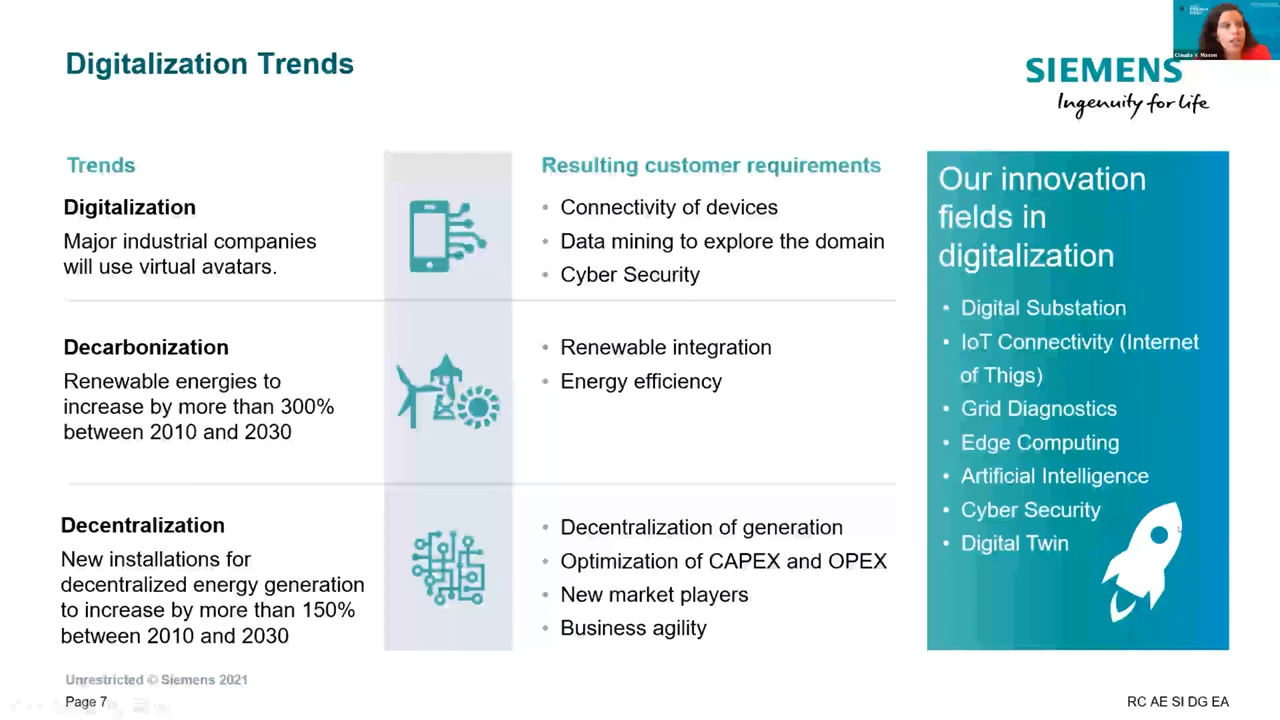 Digitalization Trends
SIEMENS
Ingenuity for life
Trends
Digitalization
Major industrial companies
will use virtual avatars.
Resulting customer requirements
• Connectivity of devices
• Data mining to explore the domain
• Cyber Security
Decarbonization
Renewable energies to
increase by more than 300%
between 2010 and 2030
• Renewable integration
• Energy efficiency
Decentralization
New installations for
decentralized energy generation
to increase by more than 150%
between 2010 and 2030
• Decentralization of generation
• Optimization of CAPEX and OPEX
• New market players
• Business agility
Our innovation
fields in
digitalization
• Digital Substation
• IoT Connectivity (Internet
of Thigs)
• Grid Diagnostics
• Edge Computing
• Artificial Intelligence
• Cyber Security
• Digital Twin
Unrestricted © Siemens 2021
Page 7
RC AE SI DG EA